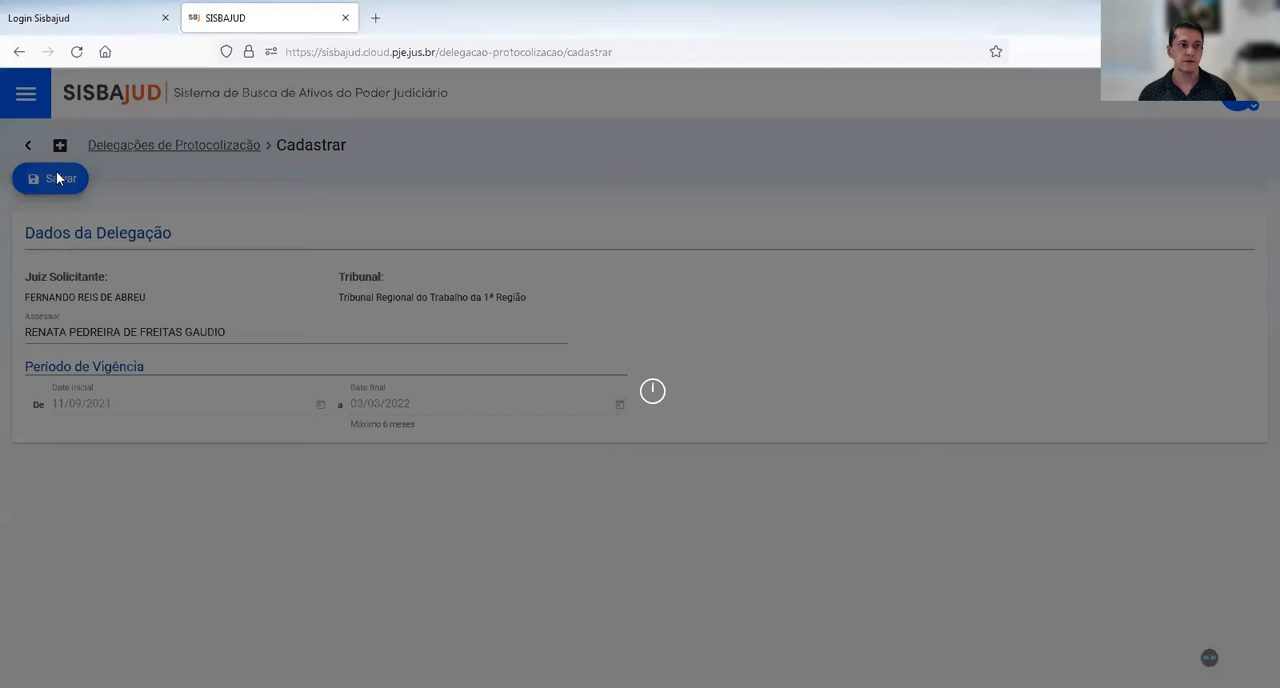 Login Sisbajud
SBJ SISBAJUD
https://sisbajud.cloud.pje.jus.br/delegacao-protocolizacao/cadastrar
SISBAJUD Sistema de Busca de Ativos do Poder Judiciário
Delegações de Protocolização > Cadastrar
Salvar
Dados da Delegação
Juiz Solicitante: Tribunal:
FERNANDO REIS DE ABREU Tribunal Regional do Trabalho da 1ª Região
Assessor
RENATA PEDREIRA DE FREITAS GAUDIO
Período de Vigência
Data inicial Data final
De 11/09/2021 a 03/03/2022
Máximo 6 meses